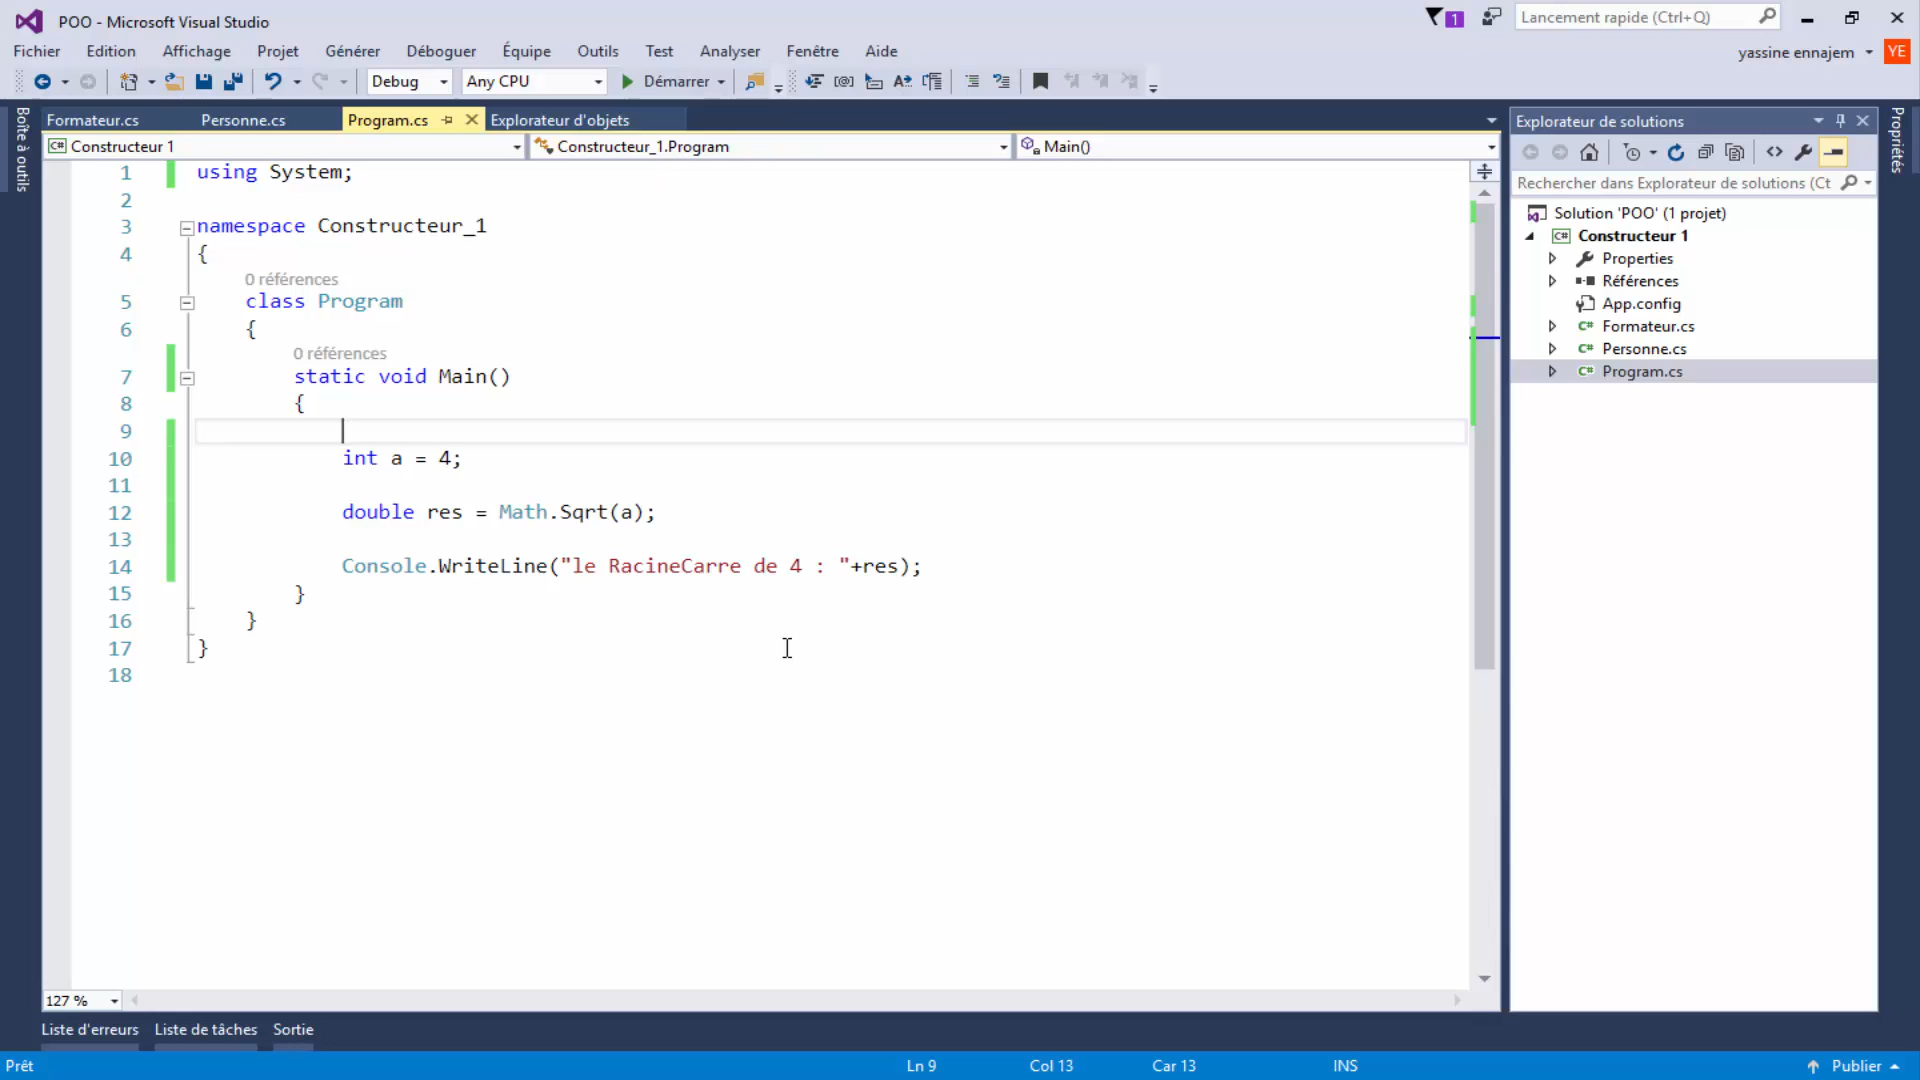 POO - Microsoft Visual Studio
1
Lancement rapide (Ctrl+Q)
Fichier Edition Affichage Projet Générer Déboguer Équipe Outils Test Analyser Fenêtre Aide
yassine ennajem YE
Debug Any CPU Démarrer
Boîte à outils
Formateur.cs Personne.cs Program.cs Explorateur d'objets
Constructeur 1 Constructeur_1.Program Main()
1 using System;
2
3 namespace Constructeur_1
4 {
0 références
5 class Program
6 {
0 références
7 static void Main()
8 {
9
10 int a = 4;
11
12 double res = Math.Sqrt(a);
13
14 Console.WriteLine("le RacineCarre de 4 : "+res);
15 }
16 }
17 }
18
127 %
Explorateur de solutions
Rechercher dans Explorateur de solutions (Ct
Solution 'POO' (1 projet)
C# Constructeur 1
Properties
Références
App.config
C# Formateur.cs
C# Personne.cs
C# Program.cs
Propriétés
Liste d'erreurs Liste de tâches Sortie
Prêt Ln 9 Col 13 Car 13 INS Publier